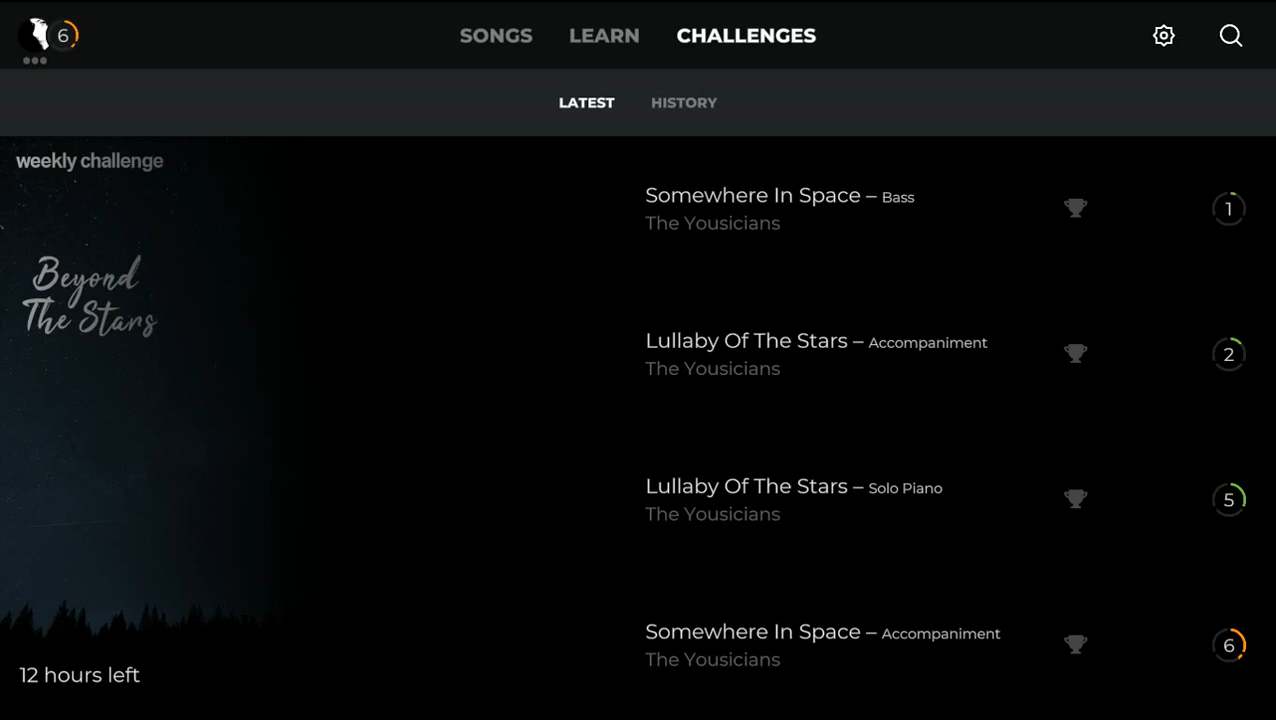 6
SONGS LEARN CHALLENGES
LATEST HISTORY
weekly challenge
Beyond
The Stars
12 hours left
Somewhere In Space – Bass
The Yousicians
1
Lullaby Of The Stars – Accompaniment
The Yousicians
2
Lullaby Of The Stars – Solo Piano
The Yousicians
5
Somewhere In Space – Accompaniment
The Yousicians
6